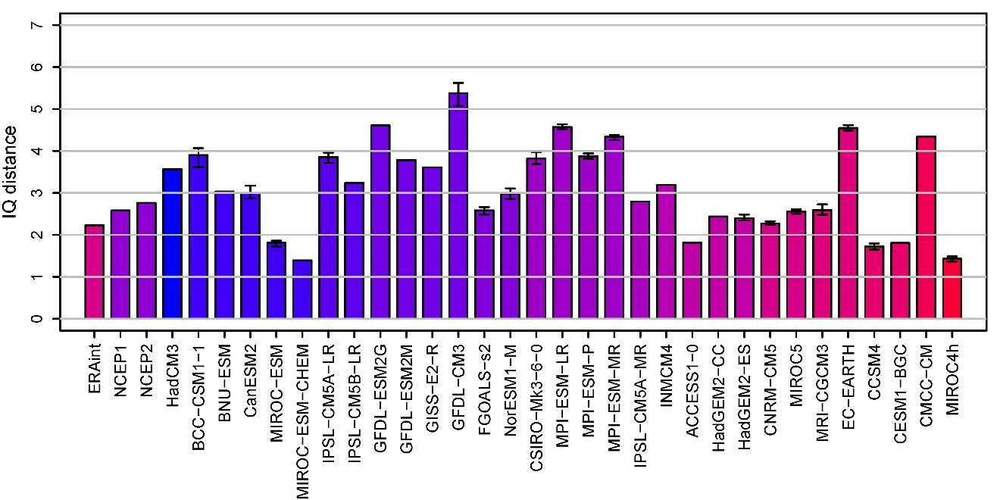 7
6
5
4
3
2
1
0
IQ distance
ERAint
NCEP1
NCEP2
HadCM3
BCC−CSM1−1
BNU−ESM
CanESM2
MIROC−ESM
MIROC−ESM−CHEM
IPSL−CM5A−LR
IPSL−CM5B−LR
GFDL−ESM2G
GFDL−ESM2M
GISS−E2−R
GFDL−CM3
FGOALS−s2
NorESM1−M
CSIRO−Mk3−6−0
MPI−ESM−LR
MPI−ESM−P
MPI−ESM−MR
IPSL−CM5A−MR
INMCM4
ACCESS1−0
HadGEM2−CC
HadGEM2−ES
CNRM−CM5
MIROC5
MRI−CGCM3
EC−EARTH
CCSM4
CESM1−BGC
CMCC−CM
MIROC4h